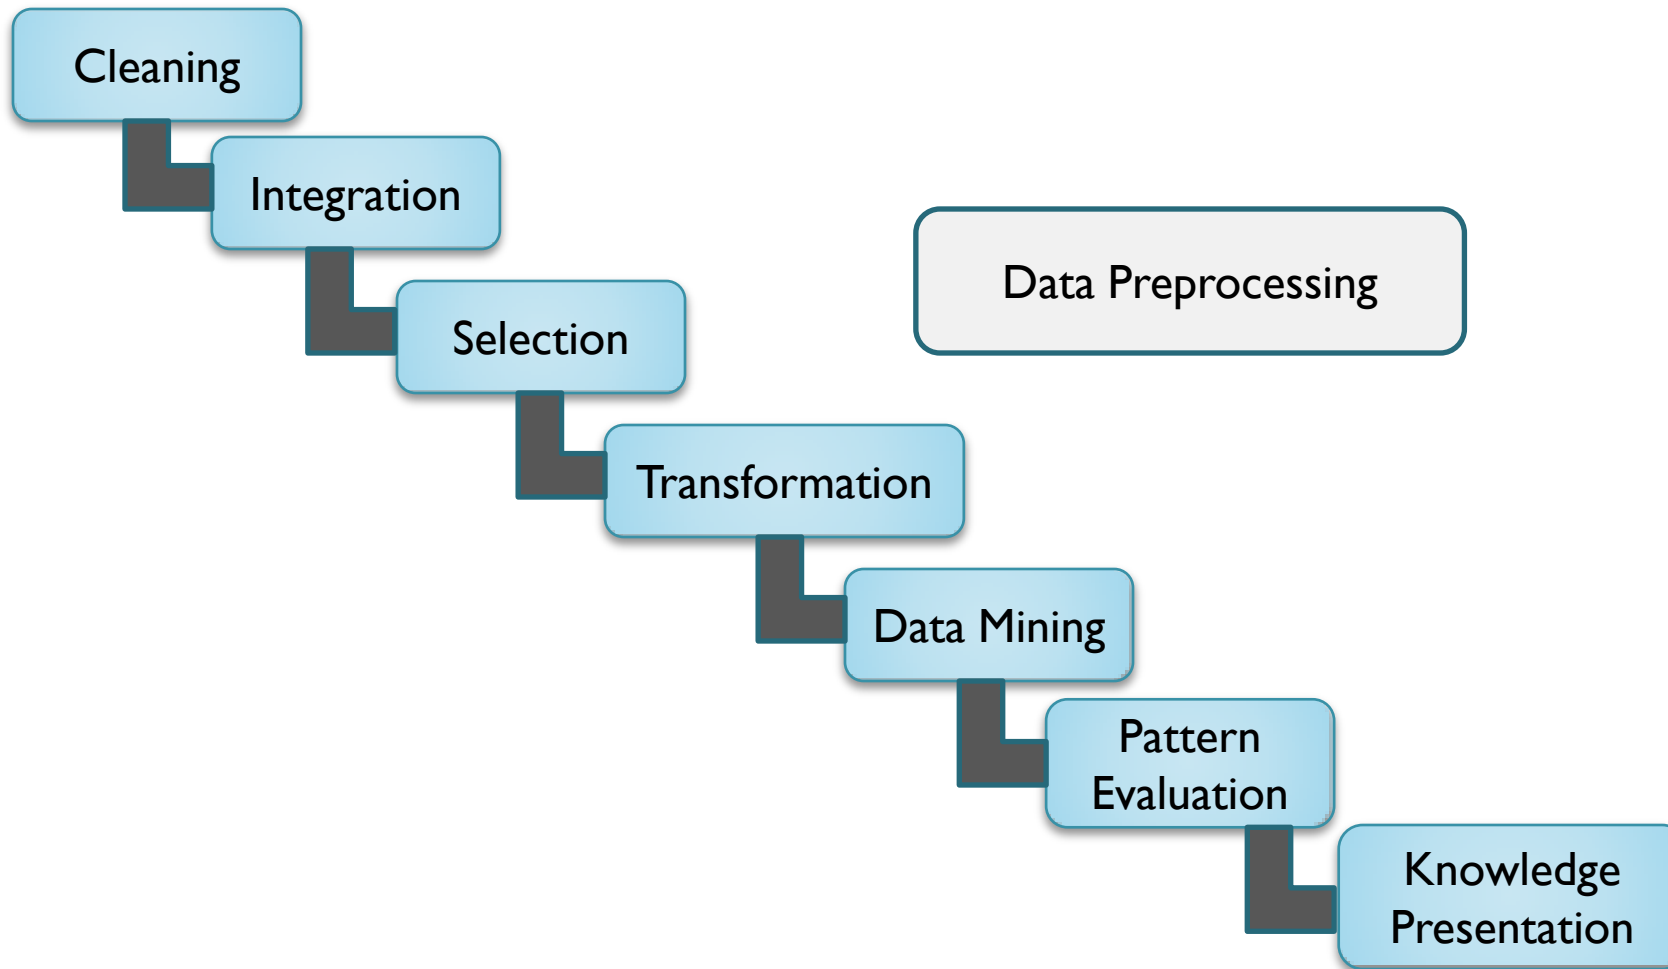 Cleaning
Integration
Data Preprocessing
Selection
Transformation
Data Mining
Pattern
Evaluation
Knowledge
Presentation